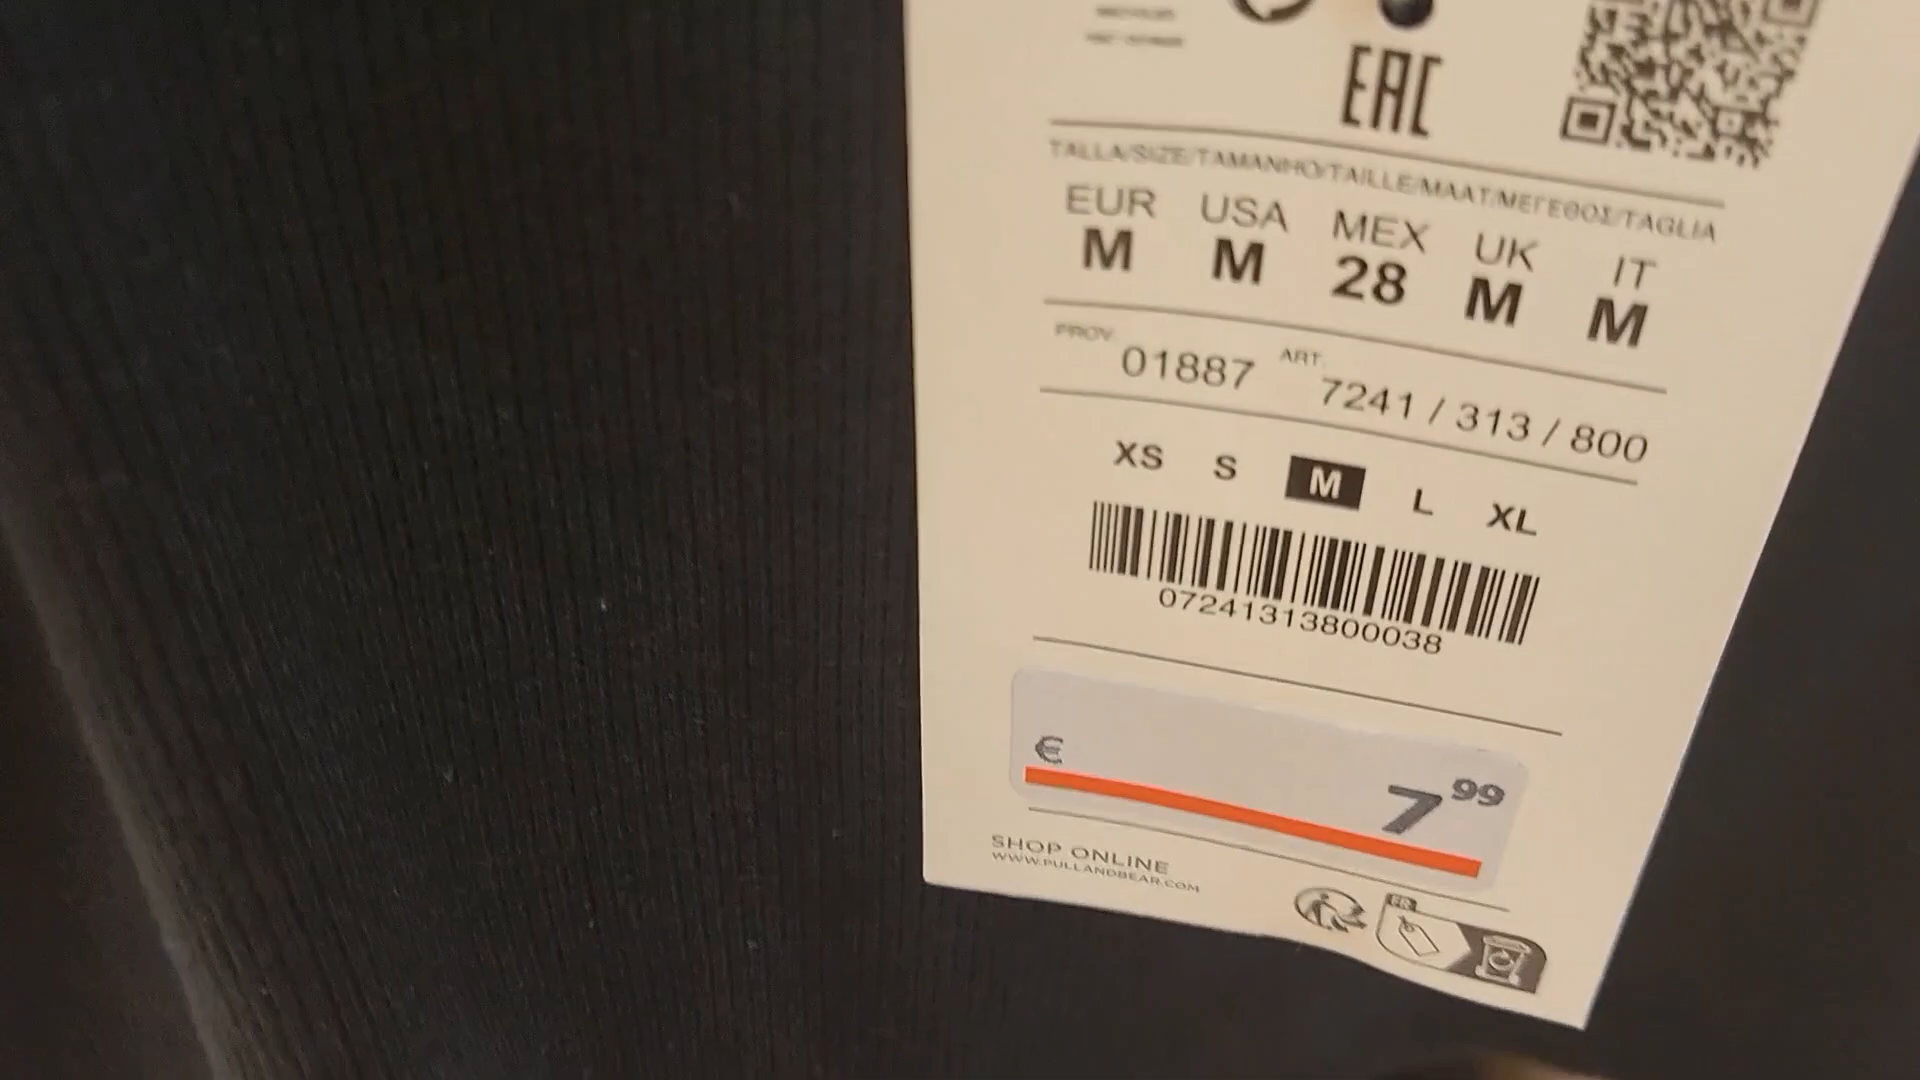 EAC
TALLA/SIZE/TAMANHO/TAILLE/MAAT/ΜΕΓΕΘΟΣ/TAGLIA
EUR USA MEX UK IT
M M 28 M M
PROV. 01887 ART. 7241 / 313 / 800
XS S M L XL
07241313800038
€ 7 99
SHOP ONLINE
WWW.PULLANDBEAR.COM
FR